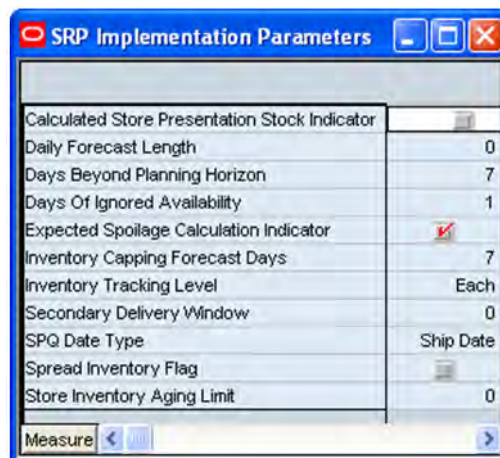 SRP Implementation Parameters
Calculated Store Presentation Stock Indicator
Daily Forecast Length 0
Days Beyond Planning Horizon 7
Days Of Ignored Availability 1
Expected Spoilage Calculation Indicator
Inventory Capping Forecast Days 7
Inventory Tracking Level Each
Secondary Delivery Window 0
SPQ Date Type Ship Date
Spread Inventory Flag
Store Inventory Aging Limit 0
Measure